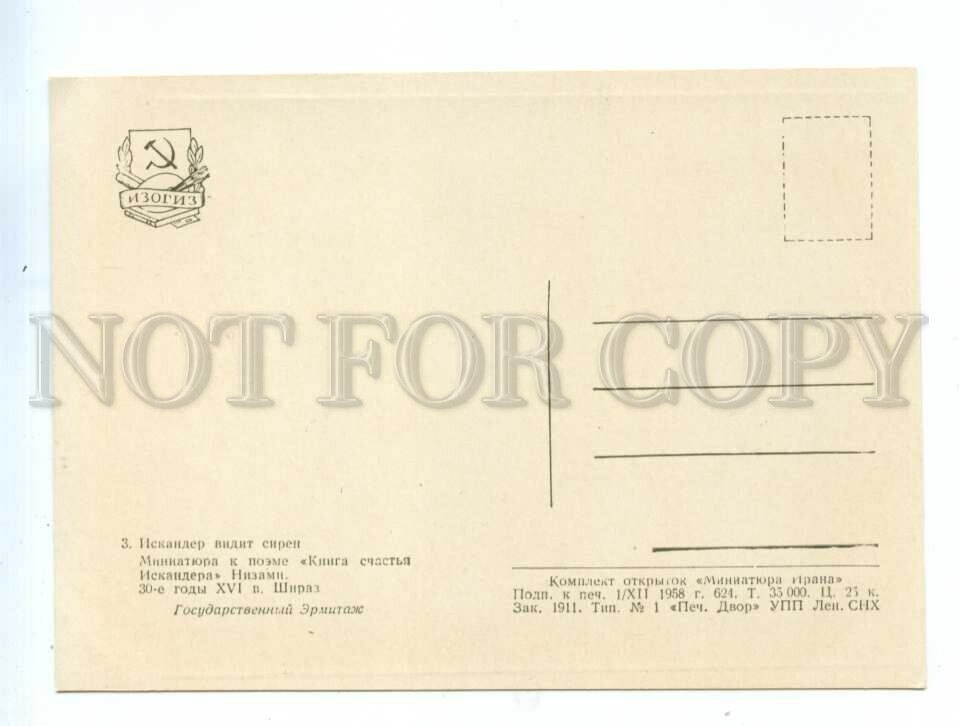 ИЗОГИЗ
NOT FOR COPY
3. Искандер видит сирен
Миниатюра к поэме «Книга счастья
Искандера» Низами.
30-е годы XVI в. Шираз
Государственный Эрмитаж
Комплект открыток «Миниатюра Ирана»
Подп. к печ. 1/XII 1958 г. 624. Т. 35 000. Ц. 25 к.
Зак. 1911. Тип. № 1 «Печ. Двор» УПП Лен. СНХ